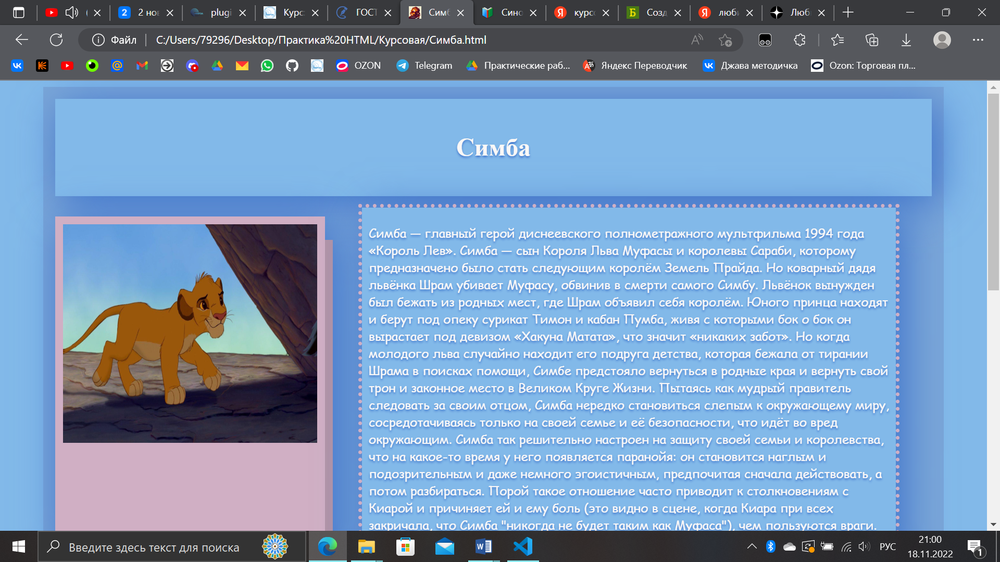 2 нов
plugi
Курс
ГОСТ
Симб
Сино
курсо
Созд
люби
Люб
Файл
C:/Users/79296/Desktop/Практика%20HTML/Курсовая/Симба.html
OZON
Telegram
Практические раб...
Яндекс Переводчик
Джава методичка
Ozon: Торговая пл...
Симба
Симба — главный герой диснеевского полнометражного мультфильма 1994 года
«Король Лев». Симба — сын Короля Льва Муфасы и королевы Сараби, которому
предназначено было стать следующим королём Земель Прайда. Но коварный дядя
львёнка Шрам убивает Муфасу, обвинив в смерти самого Симбу. Львёнок вынужден
был бежать из родных мест, где Шрам объявил себя королём. Юного принца находят
и берут под опеку сурикат Тимон и кабан Пумба, живя с которыми бок о бок он
вырастает под девизом «Хакуна Матата», что значит «никаких забот». Но когда
молодого льва случайно находит его подруга детства, которая бежала от тирании
Шрама в поисках помощи, Симбе предстояло вернуться в родные края и вернуть свой
трон и законное место в Великом Круге Жизни. Пытаясь как мудрый правитель
следовать за своим отцом, Симба нередко становиться слепым к окружающему миру,
сосредотачиваясь только на своей семье и её безопасности, что идёт во вред
окружающим. Симба так решительно настроен на защиту своей семьи и королевства,
что на какое-то время у него появляется паранойя: он становится наглым и
подозрительным и даже немного эгоистичным, предпочитая сначала действовать, а
потом разбираться. Порой такое отношение часто приводит к столкновениям с
Киарой и причиняет ей и ему боль (это видно в сцене, когда Киара при всех
закричала, что Симба "никогда не будет таким как Муфаса"), чем пользуются враги.
Введите здесь текст для поиска
РУС
21:00
18.11.2022
1